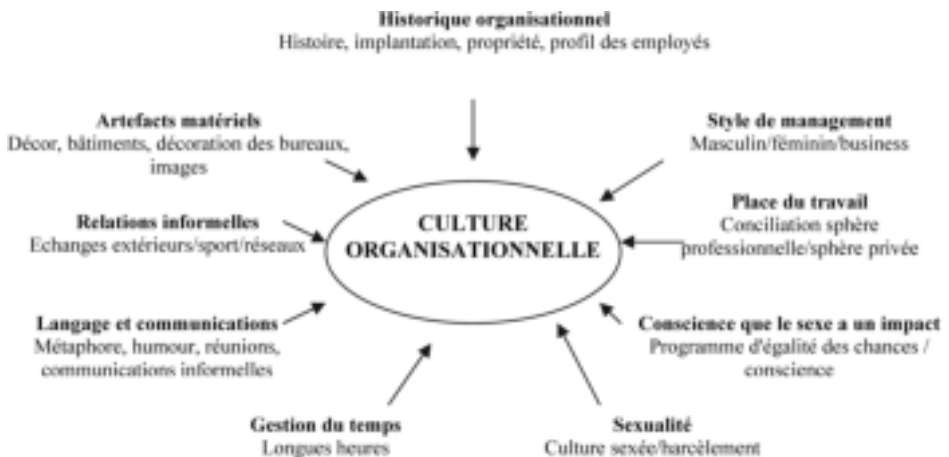 Historique organisationnel
Histoire, implantation, propriété, profil des employés
Artefacts matériels
Décor, bâtiments, décoration des bureaux,
images
Style de management
Masculin/féminin/business
Relations informelles
Echanges extérieurs/sport/réseaux
CULTURE
ORGANISATIONNELLE
Place du travail
Conciliation sphère
professionnelle/sphère privée
Langage et communications
Métaphore, humour, réunions,
communications informelles
Conscience que le sexe a un impact
Programme d'égalité des chances /
conscience
Gestion du temps
Longues heures
Sexualité
Culture sexée/harcèlement